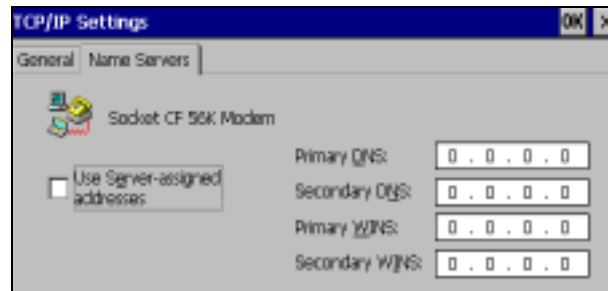 TCP/IP Settings OK ×
General Name Servers
Socket CF 56K Modem
Primary DNS: 0 . 0 . 0 . 0
Use Server-assigned
addresses
Secondary DNS: 0 . 0 . 0 . 0
Primary WINS: 0 . 0 . 0 . 0
Secondary WINS: 0 . 0 . 0 . 0